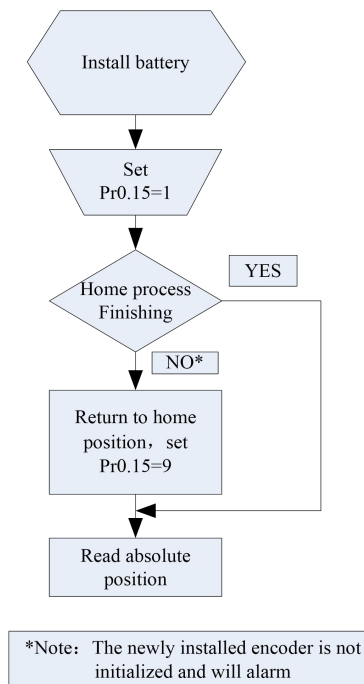 Install battery
Set
Pr0.15=1
Home process
Finishing
YES
NO*
Return to home
position，set
Pr0.15=9
Read absolute
position
*Note：The newly installed encoder is not
initialized and will alarm